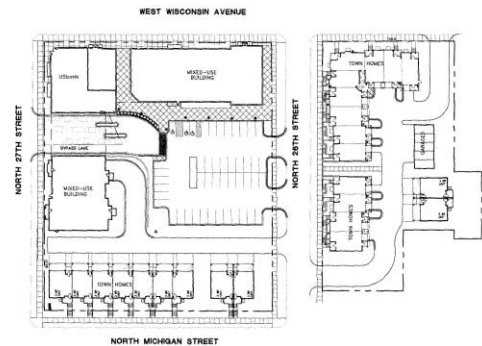 WEST WISCONSIN AVENUE
USbank
MIXED-USE
BUILDING
TOWN HOMES
NORTH 27TH STREET
BYPASS LANE
NORTH 26TH STREET
GARAGES
MIXED-USE
BUILDING
TOWN HOMES
TOWN HOMES
NORTH MICHIGAN STREET